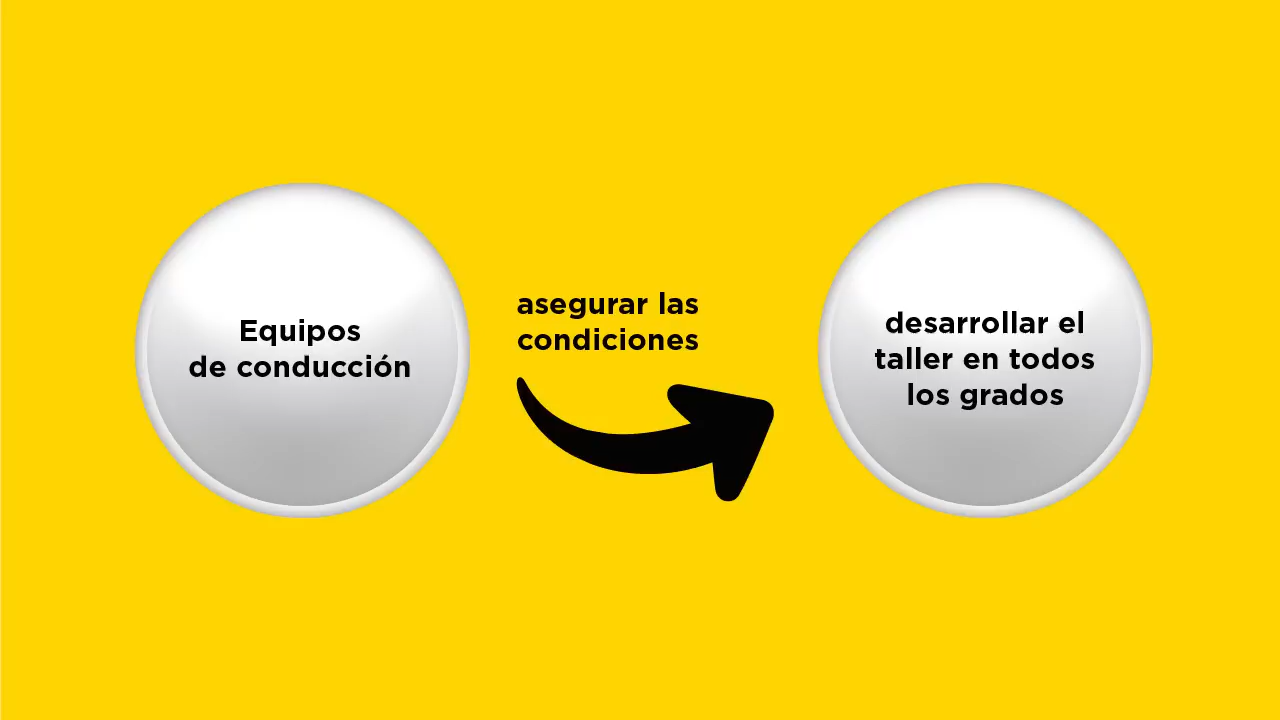 Equipos
de conducción
asegurar las
condiciones
desarrollar el
taller en todos
los grados